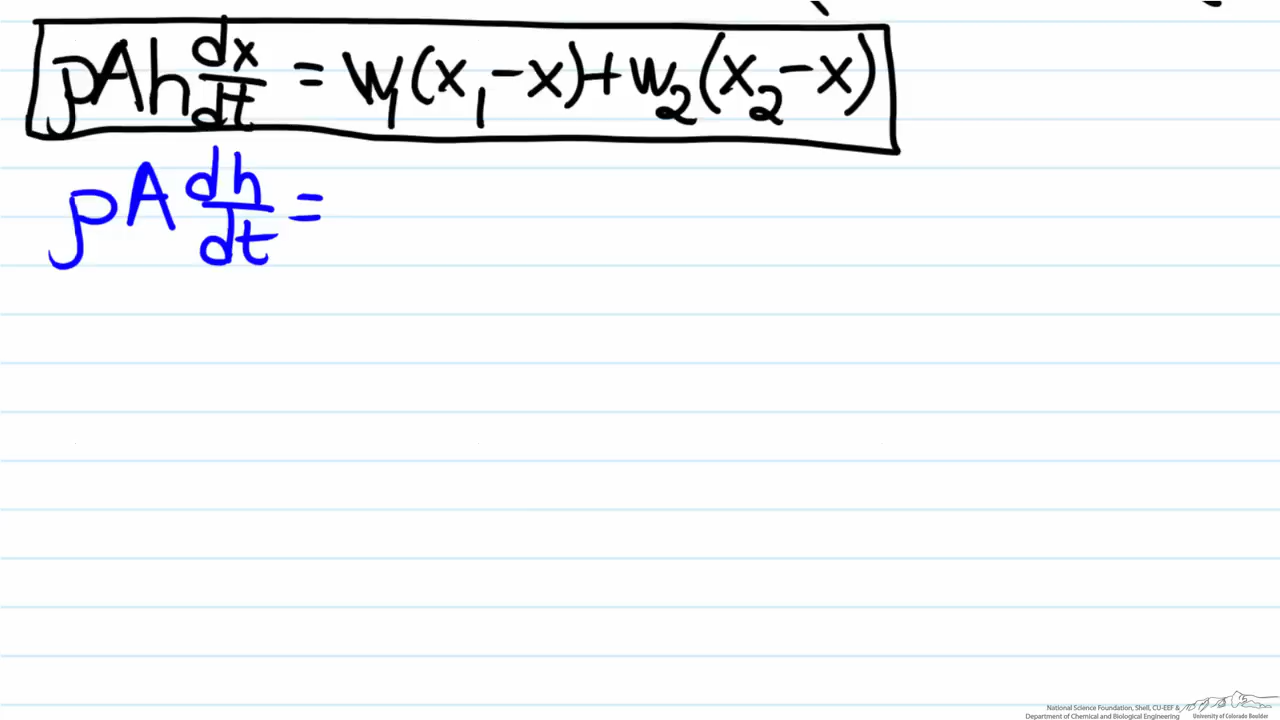 ρAh dx/dt = w₁(x₁-x)+w₂(x₂-x)
ρA dh/dt =
National Science Foundation, Shell, CU-EEF &
Department of Chemical and Biological Engineering
University of Colorado Boulder